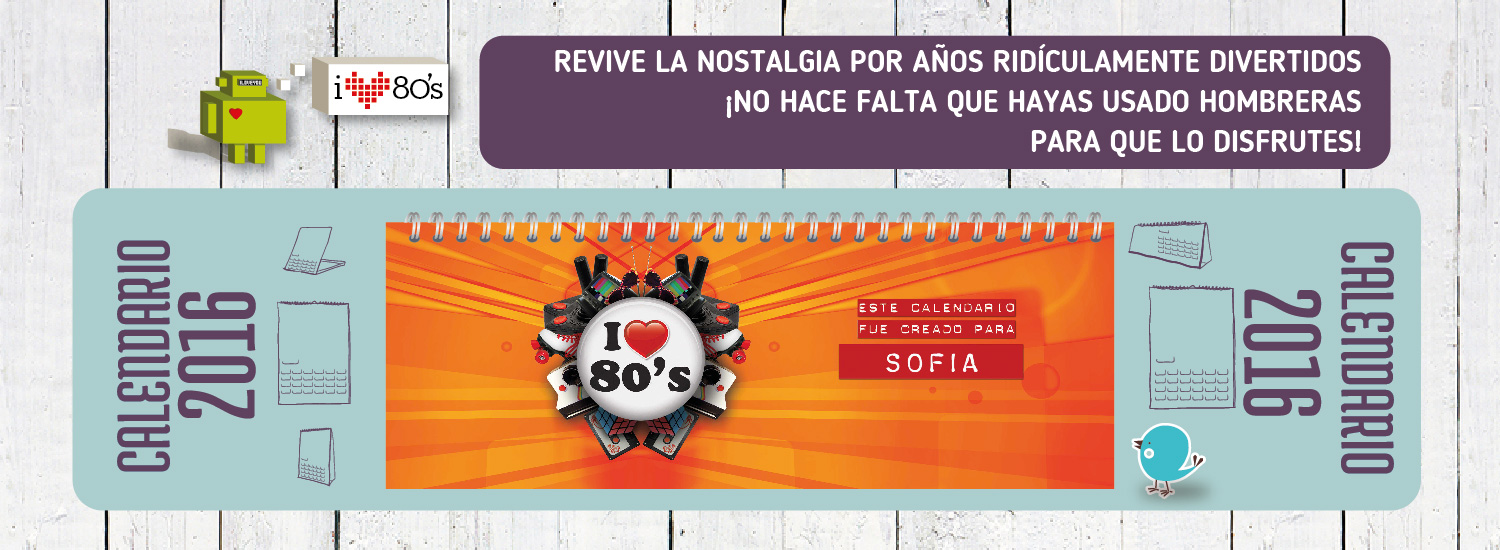 REVIVE LA NOSTALGIA POR AÑOS RIDÍCULAMENTE DIVERTIDOS
¡NO HACE FALTA QUE HAYAS USADO HOMBRERAS
PARA QUE LO DISFRUTES!
i 80's
CALENDARIO
2016
I
80's
ESTE CALENDARIO
FUE CREADO PARA
SOFIA
CALENDARIO
2016